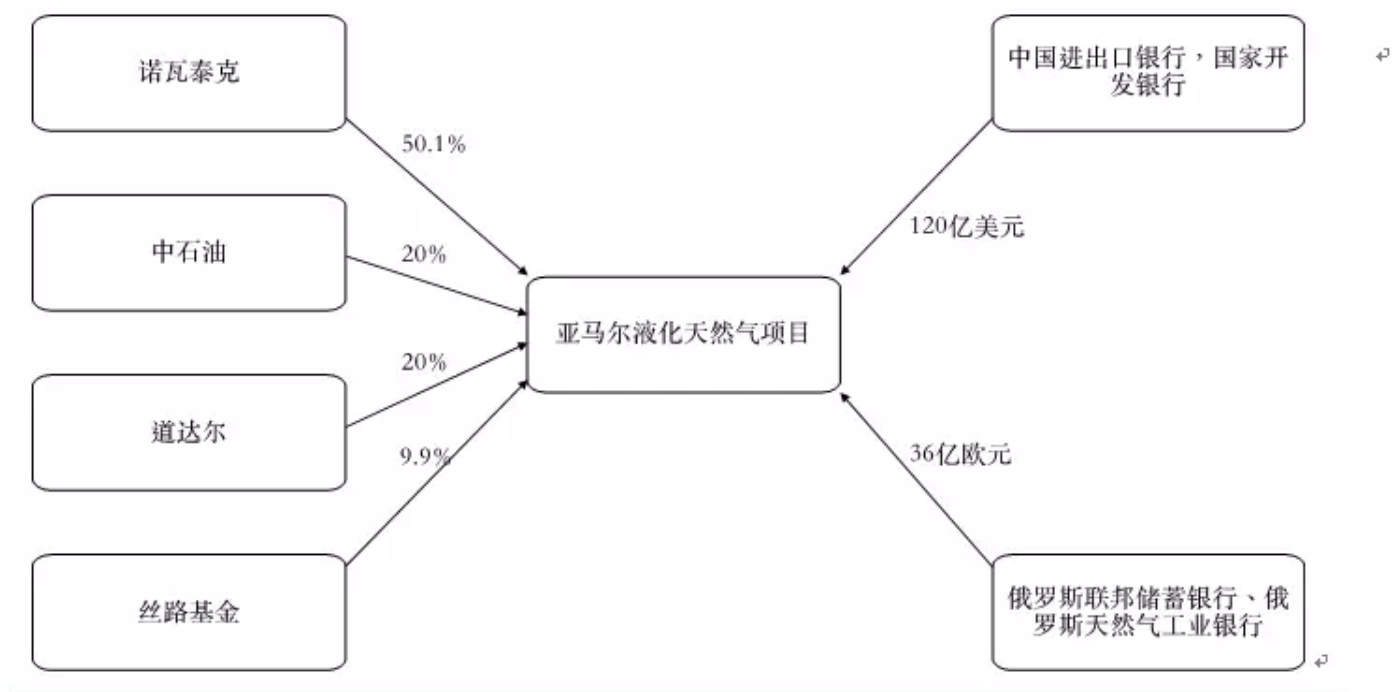 诺瓦泰克
中国进出口银行，国家开
发银行
50.1%
中石油
120亿美元
20%
亚马尔液化天然气项目
20%
道达尔
9.9%
36亿欧元
丝路基金
俄罗斯联邦储蓄银行、俄
罗斯天然气工业银行